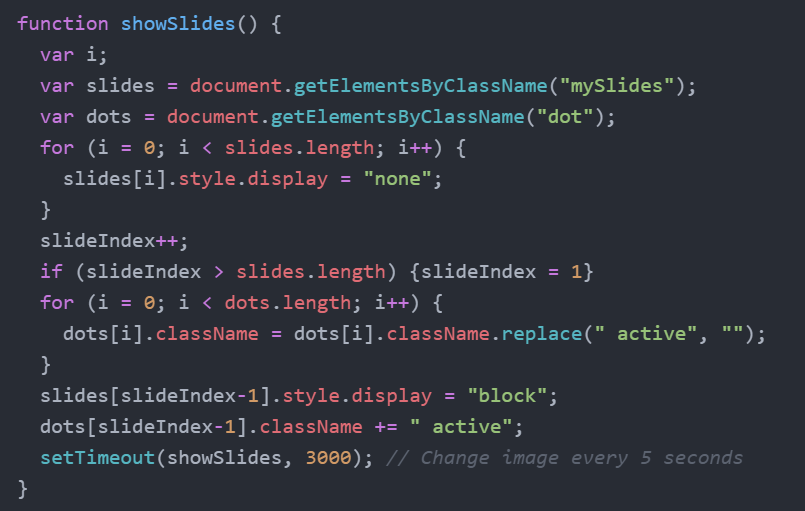 function showSlides() {
  var i;
  var slides = document.getElementsByClassName("mySlides");
  var dots = document.getElementsByClassName("dot");
  for (i = 0; i < slides.length; i++) {
    slides[i].style.display = "none";
  }
  slideIndex++;
  if (slideIndex > slides.length) {slideIndex = 1}
  for (i = 0; i < dots.length; i++) {
    dots[i].className = dots[i].className.replace(" active", "");
  }
  slides[slideIndex-1].style.display = "block";
  dots[slideIndex-1].className += " active";
  setTimeout(showSlides, 3000); // Change image every 5 seconds
}